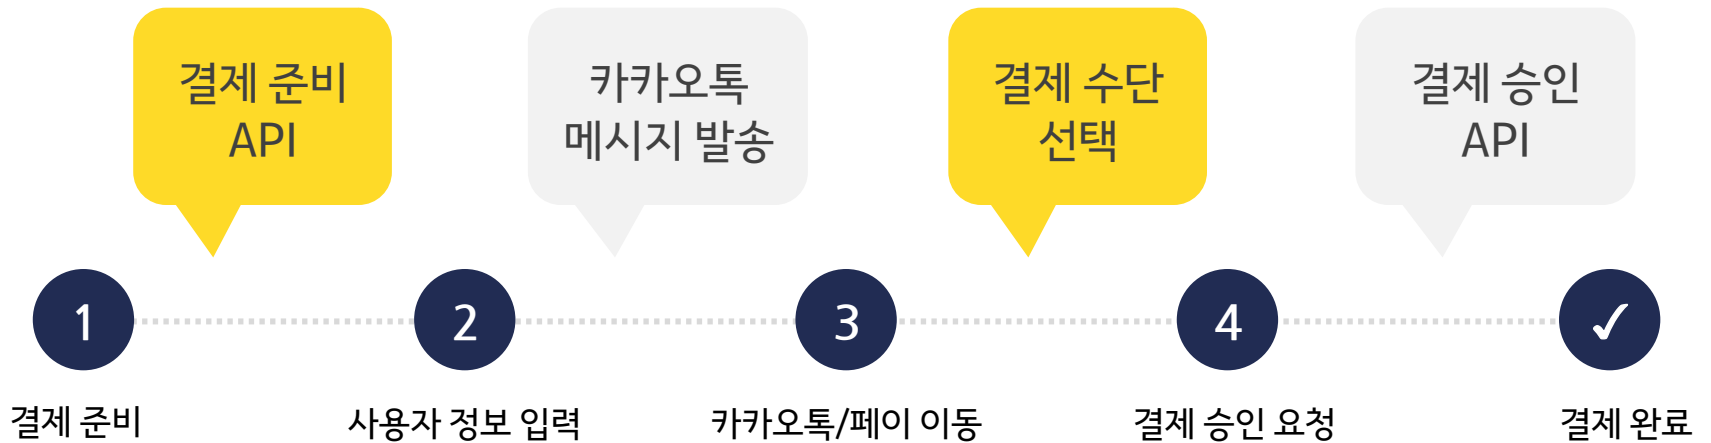 결제 준비
API
카카오톡
메시지 발송
결제 수단
선택
결제 승인
API
1
2
3
4
✓
결제 준비
사용자 정보 입력
카카오톡/페이 이동
결제 승인 요청
결제 완료